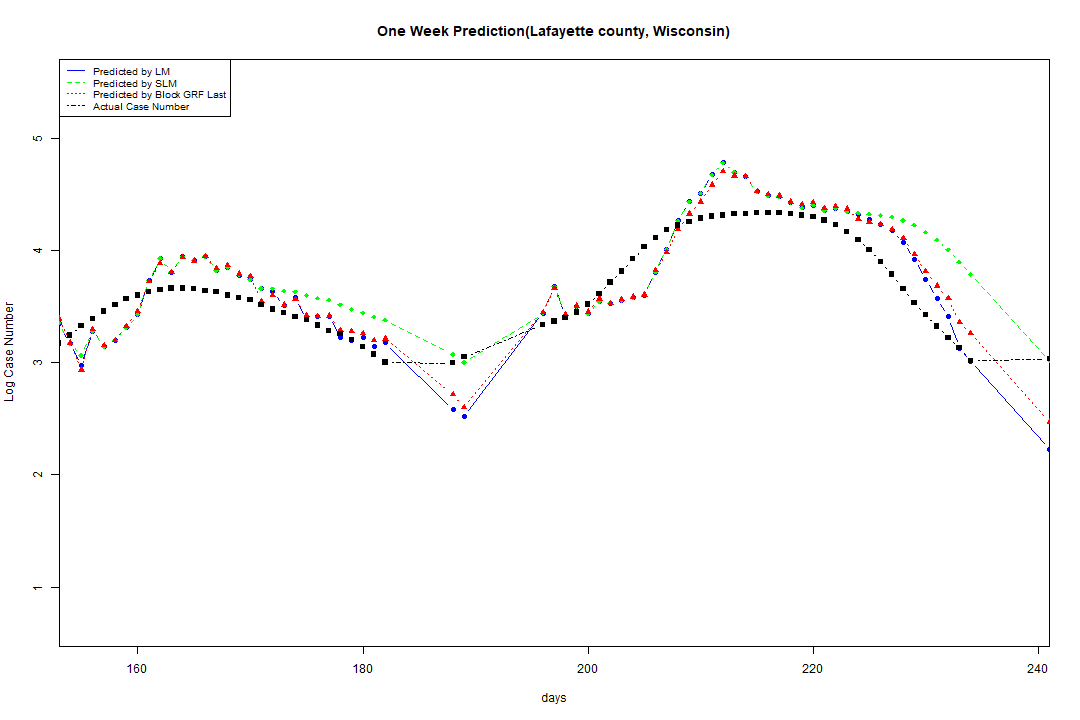 One Week Prediction(Lafayette county, Wisconsin)
Predicted by LM
Predicted by SLM
Predicted by Block GRF Last
Actual Case Number
Log Case Number
5
4
3
2
1
160 180 200 220 240
days